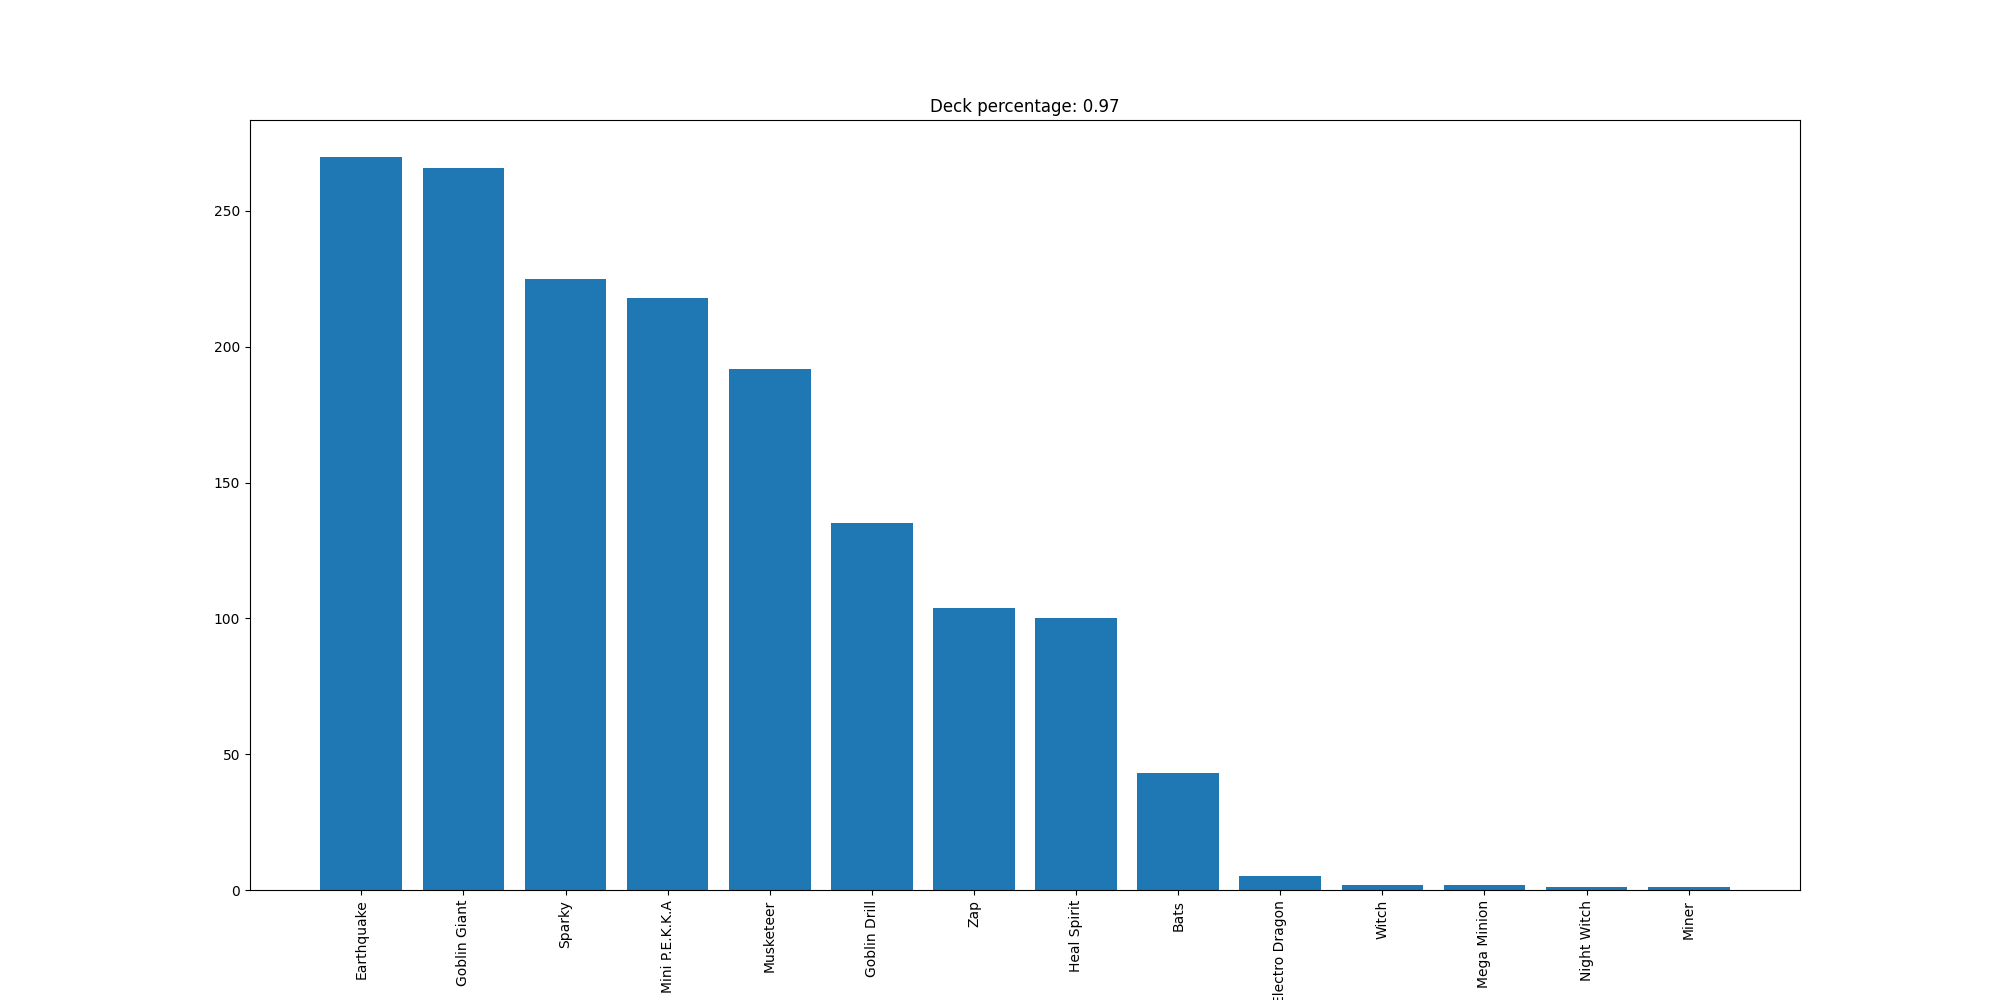 Deck percentage: 0.97
250
200
150
100
50
0
Earthquake
Goblin Giant
Sparky
Mini P.E.K.K.A
Musketeer
Goblin Drill
Zap
Heal Spirit
Bats
Electro Dragon
Witch
Mega Minion
Night Witch
Miner